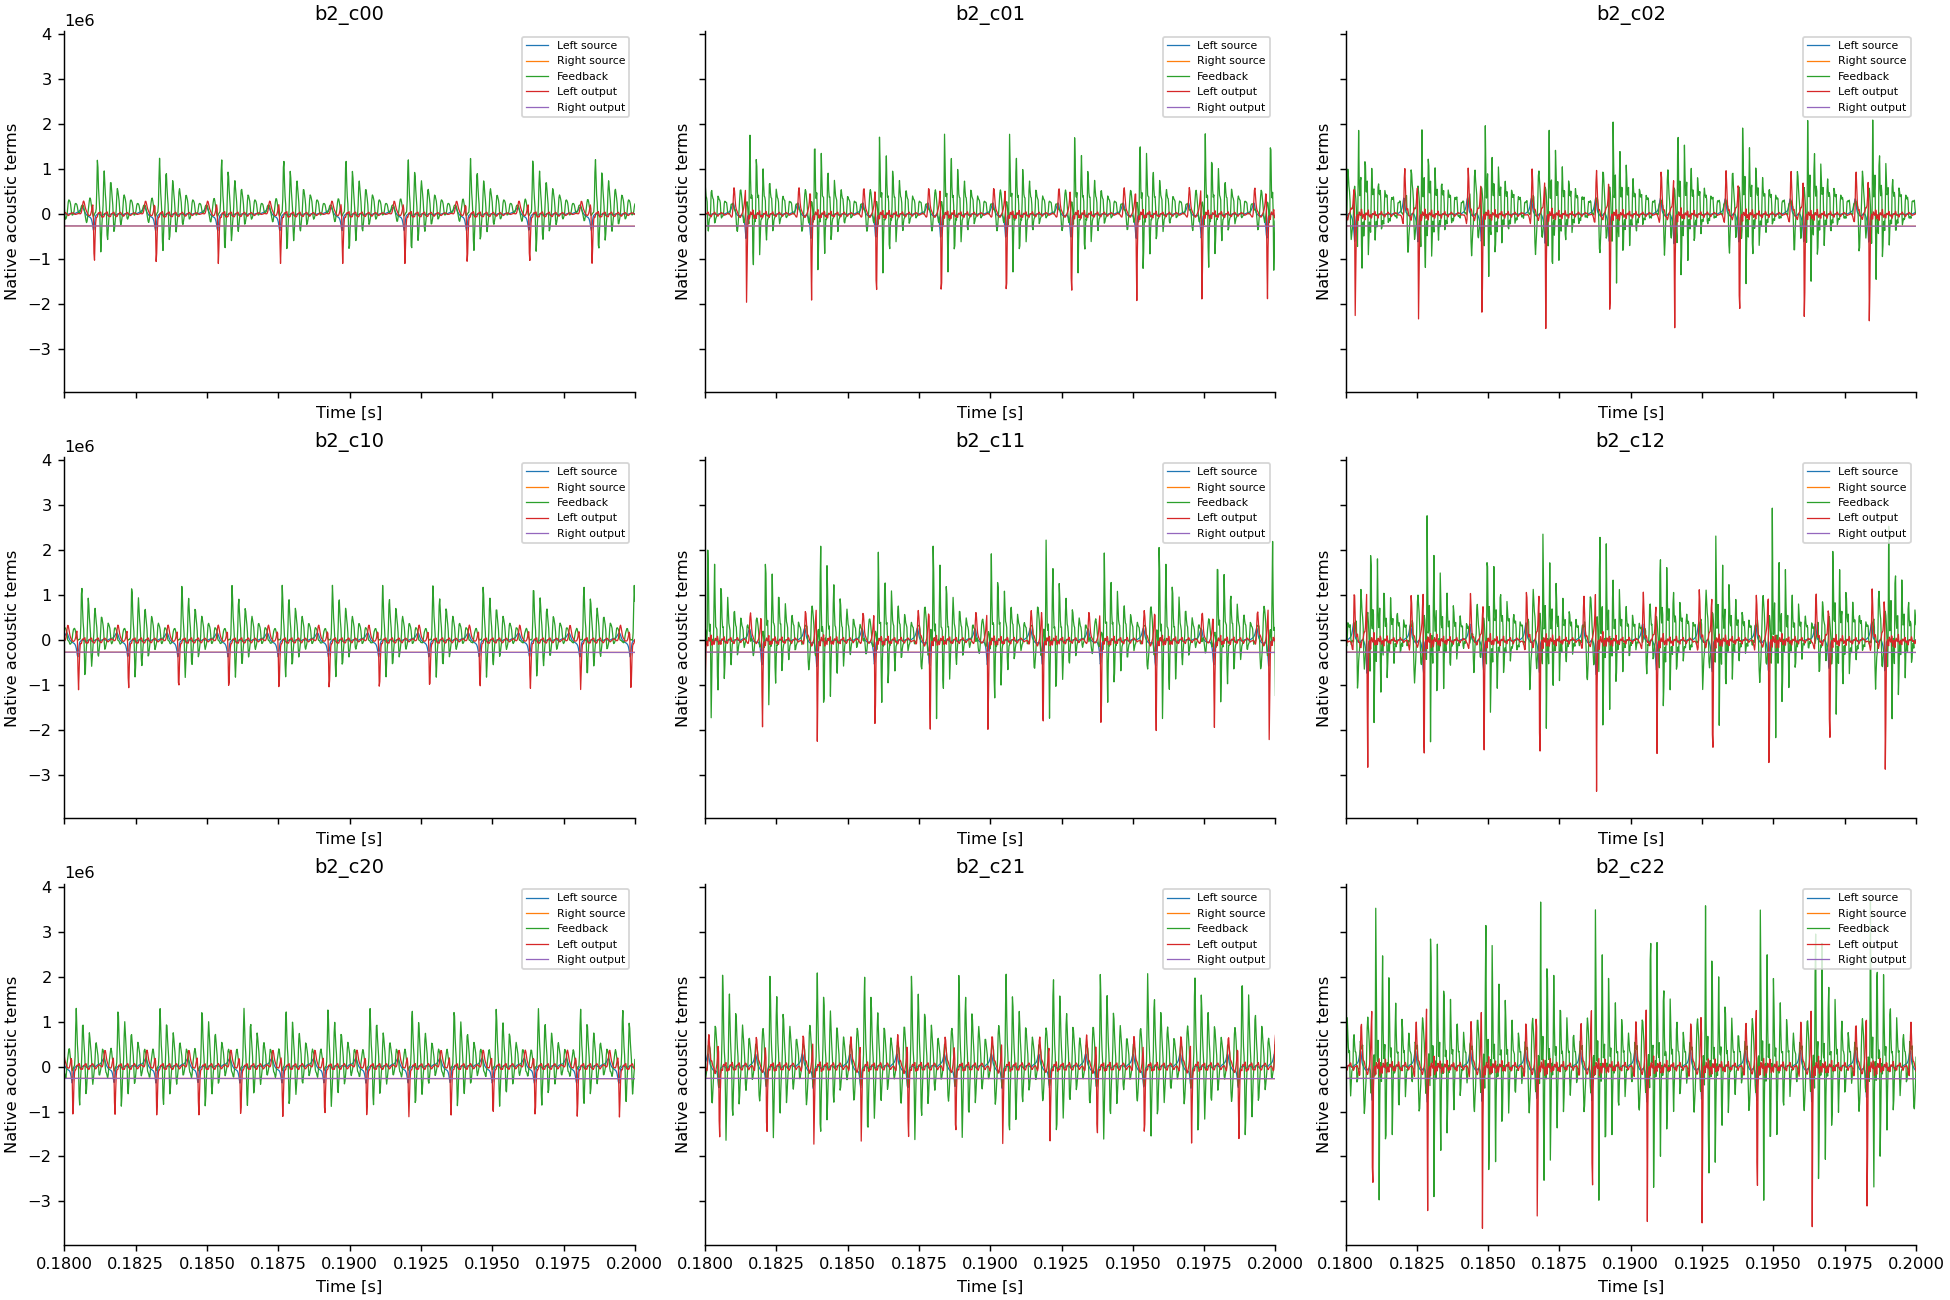 b2_c00
b2_c01
b2_c02
1e6
4
3
2
1
0
−1
−2
−3
Native acoustic terms
Native acoustic terms
Native acoustic terms
Left source
Right source
Feedback
Left output
Right output
Left source
Right source
Feedback
Left output
Right output
Left source
Right source
Feedback
Left output
Right output
Time [s]
Time [s]
Time [s]
b2_c10
b2_c11
b2_c12
1e6
4
3
2
1
0
−1
−2
−3
Native acoustic terms
Native acoustic terms
Native acoustic terms
Left source
Right source
Feedback
Left output
Right output
Left source
Right source
Feedback
Left output
Right output
Left source
Right source
Feedback
Left output
Right output
Time [s]
Time [s]
Time [s]
b2_c20
b2_c21
b2_c22
1e6
4
3
2
1
0
−1
−2
−3
Native acoustic terms
Native acoustic terms
Native acoustic terms
Left source
Right source
Feedback
Left output
Right output
Left source
Right source
Feedback
Left output
Right output
Left source
Right source
Feedback
Left output
Right output
0.1800 0.1825 0.1850 0.1875 0.1900 0.1925 0.1950 0.1975 0.2000
0.1800 0.1825 0.1850 0.1875 0.1900 0.1925 0.1950 0.1975 0.2000
0.1800 0.1825 0.1850 0.1875 0.1900 0.1925 0.1950 0.1975 0.2000
Time [s]
Time [s]
Time [s]